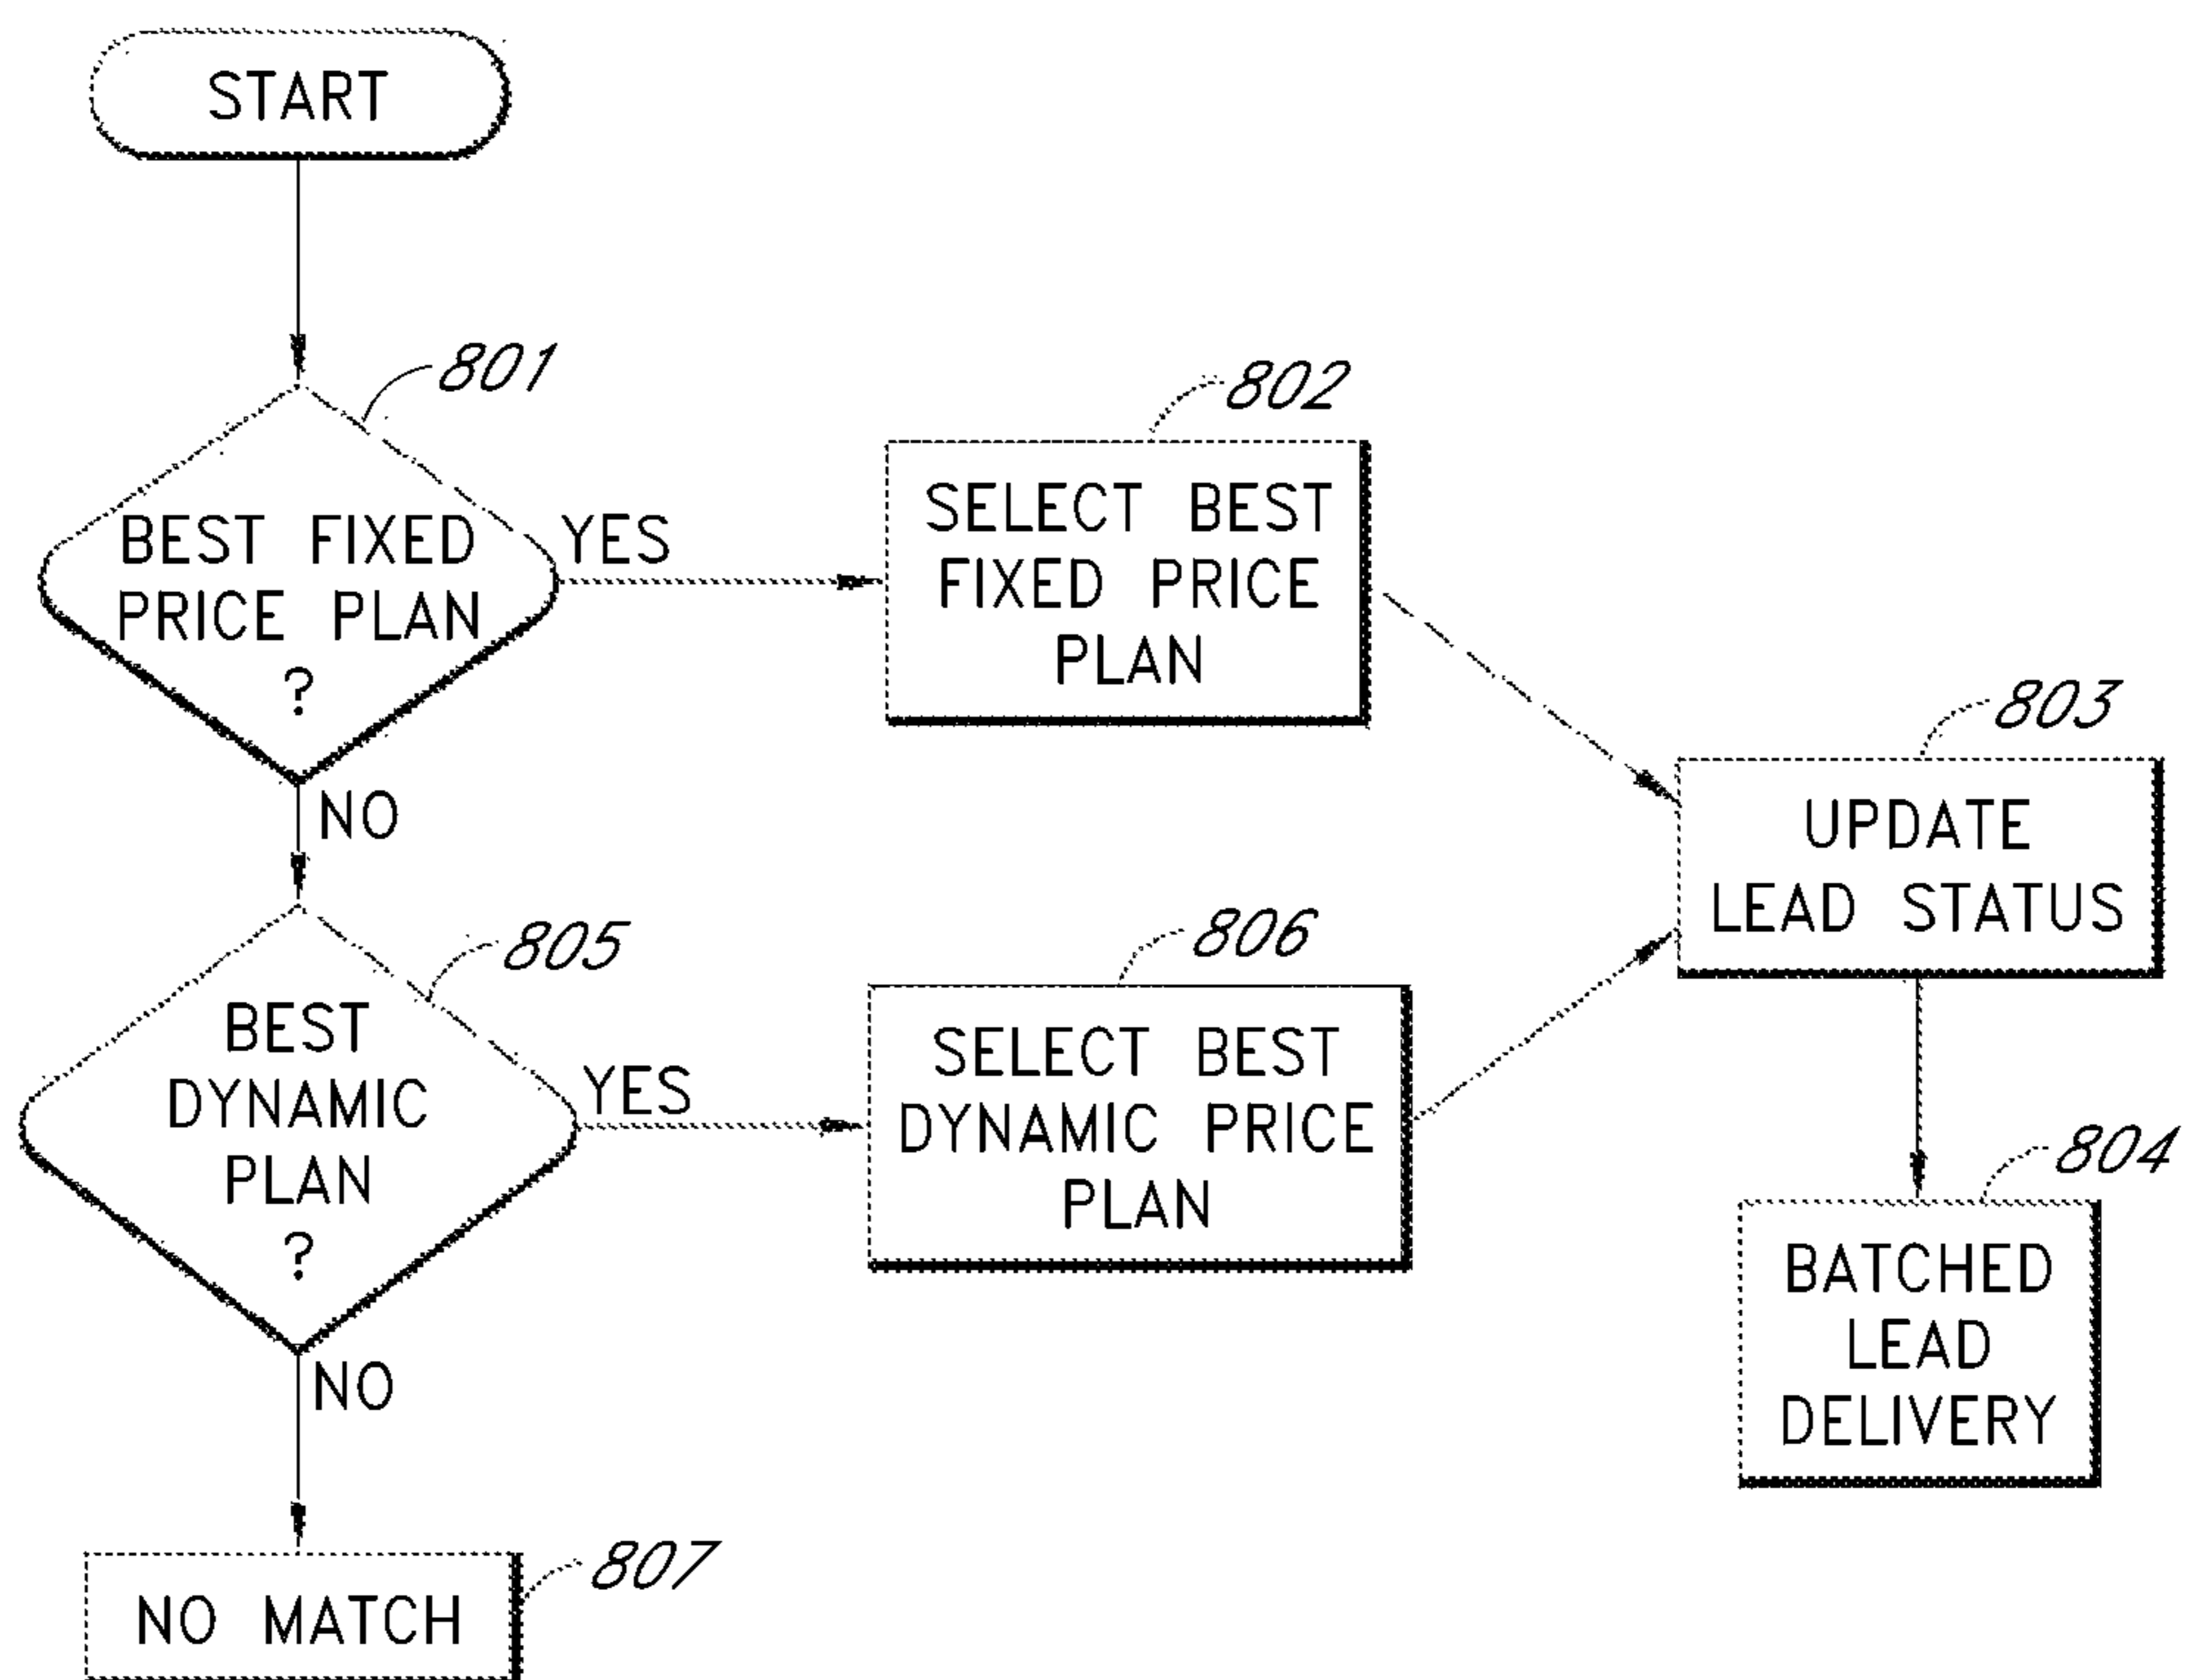 START
801
BEST FIXED
PRICE PLAN
?
YES
NO
802
SELECT BEST
FIXED PRICE
PLAN
803
UPDATE
LEAD STATUS
805
BEST
DYNAMIC
PLAN
?
YES
NO
806
SELECT BEST
DYNAMIC PRICE
PLAN
804
BATCHED
LEAD
DELIVERY
807
NO MATCH